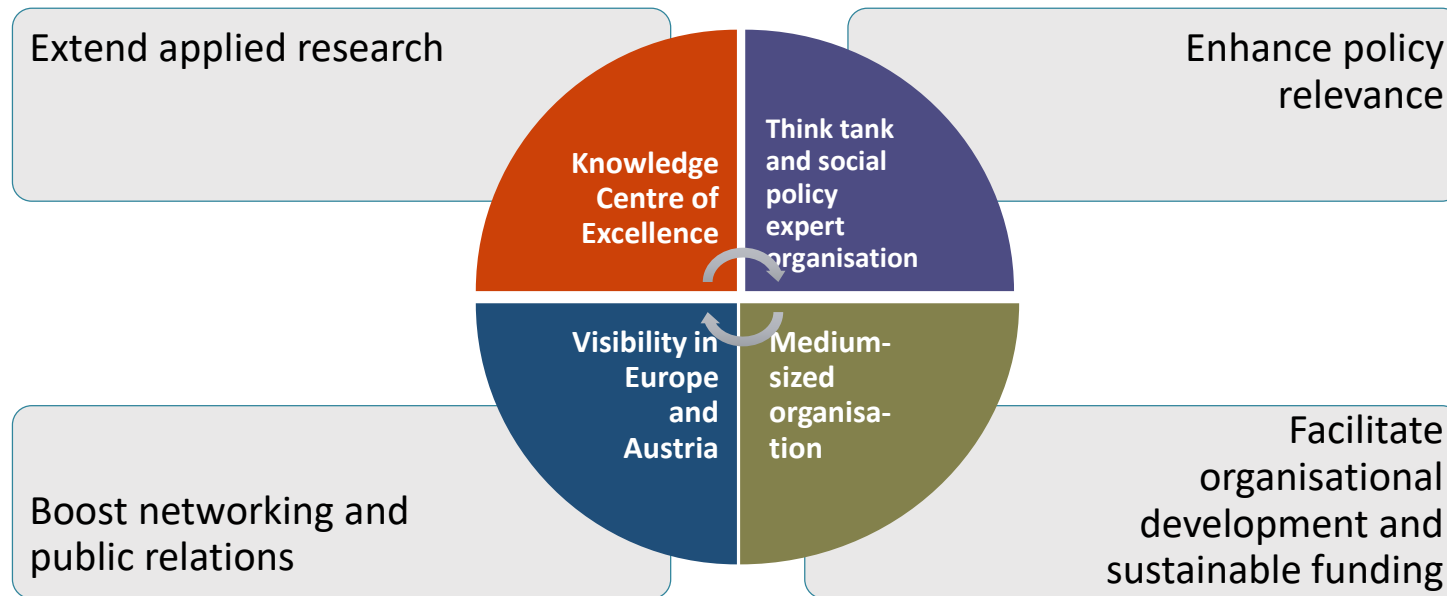 Extend applied research
Enhance policy
relevance
Knowledge
Centre of
Excellence
Think tank
and social
policy
expert
organisation
Visibility in
Europe
and
Austria
Medium-
sized
organisa-
tion
Boost networking and
public relations
Facilitate
organisational
development and
sustainable funding